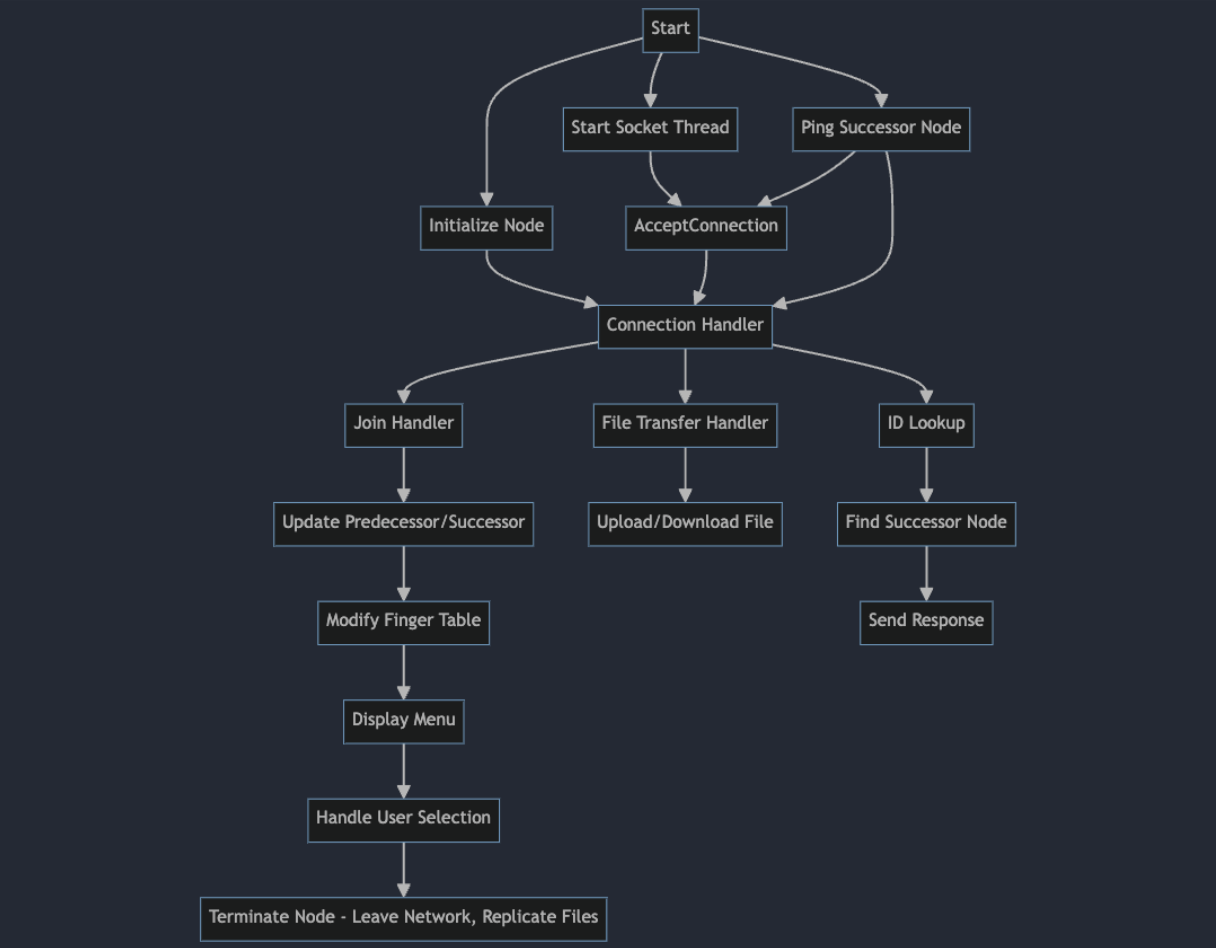 Start
Start Socket Thread
Ping Successor Node
Initialize Node
AcceptConnection
Connection Handler
Join Handler
File Transfer Handler
ID Lookup
Update Predecessor/Successor
Upload/Download File
Find Successor Node
Modify Finger Table
Send Response
Display Menu
Handle User Selection
Terminate Node - Leave Network, Replicate Files